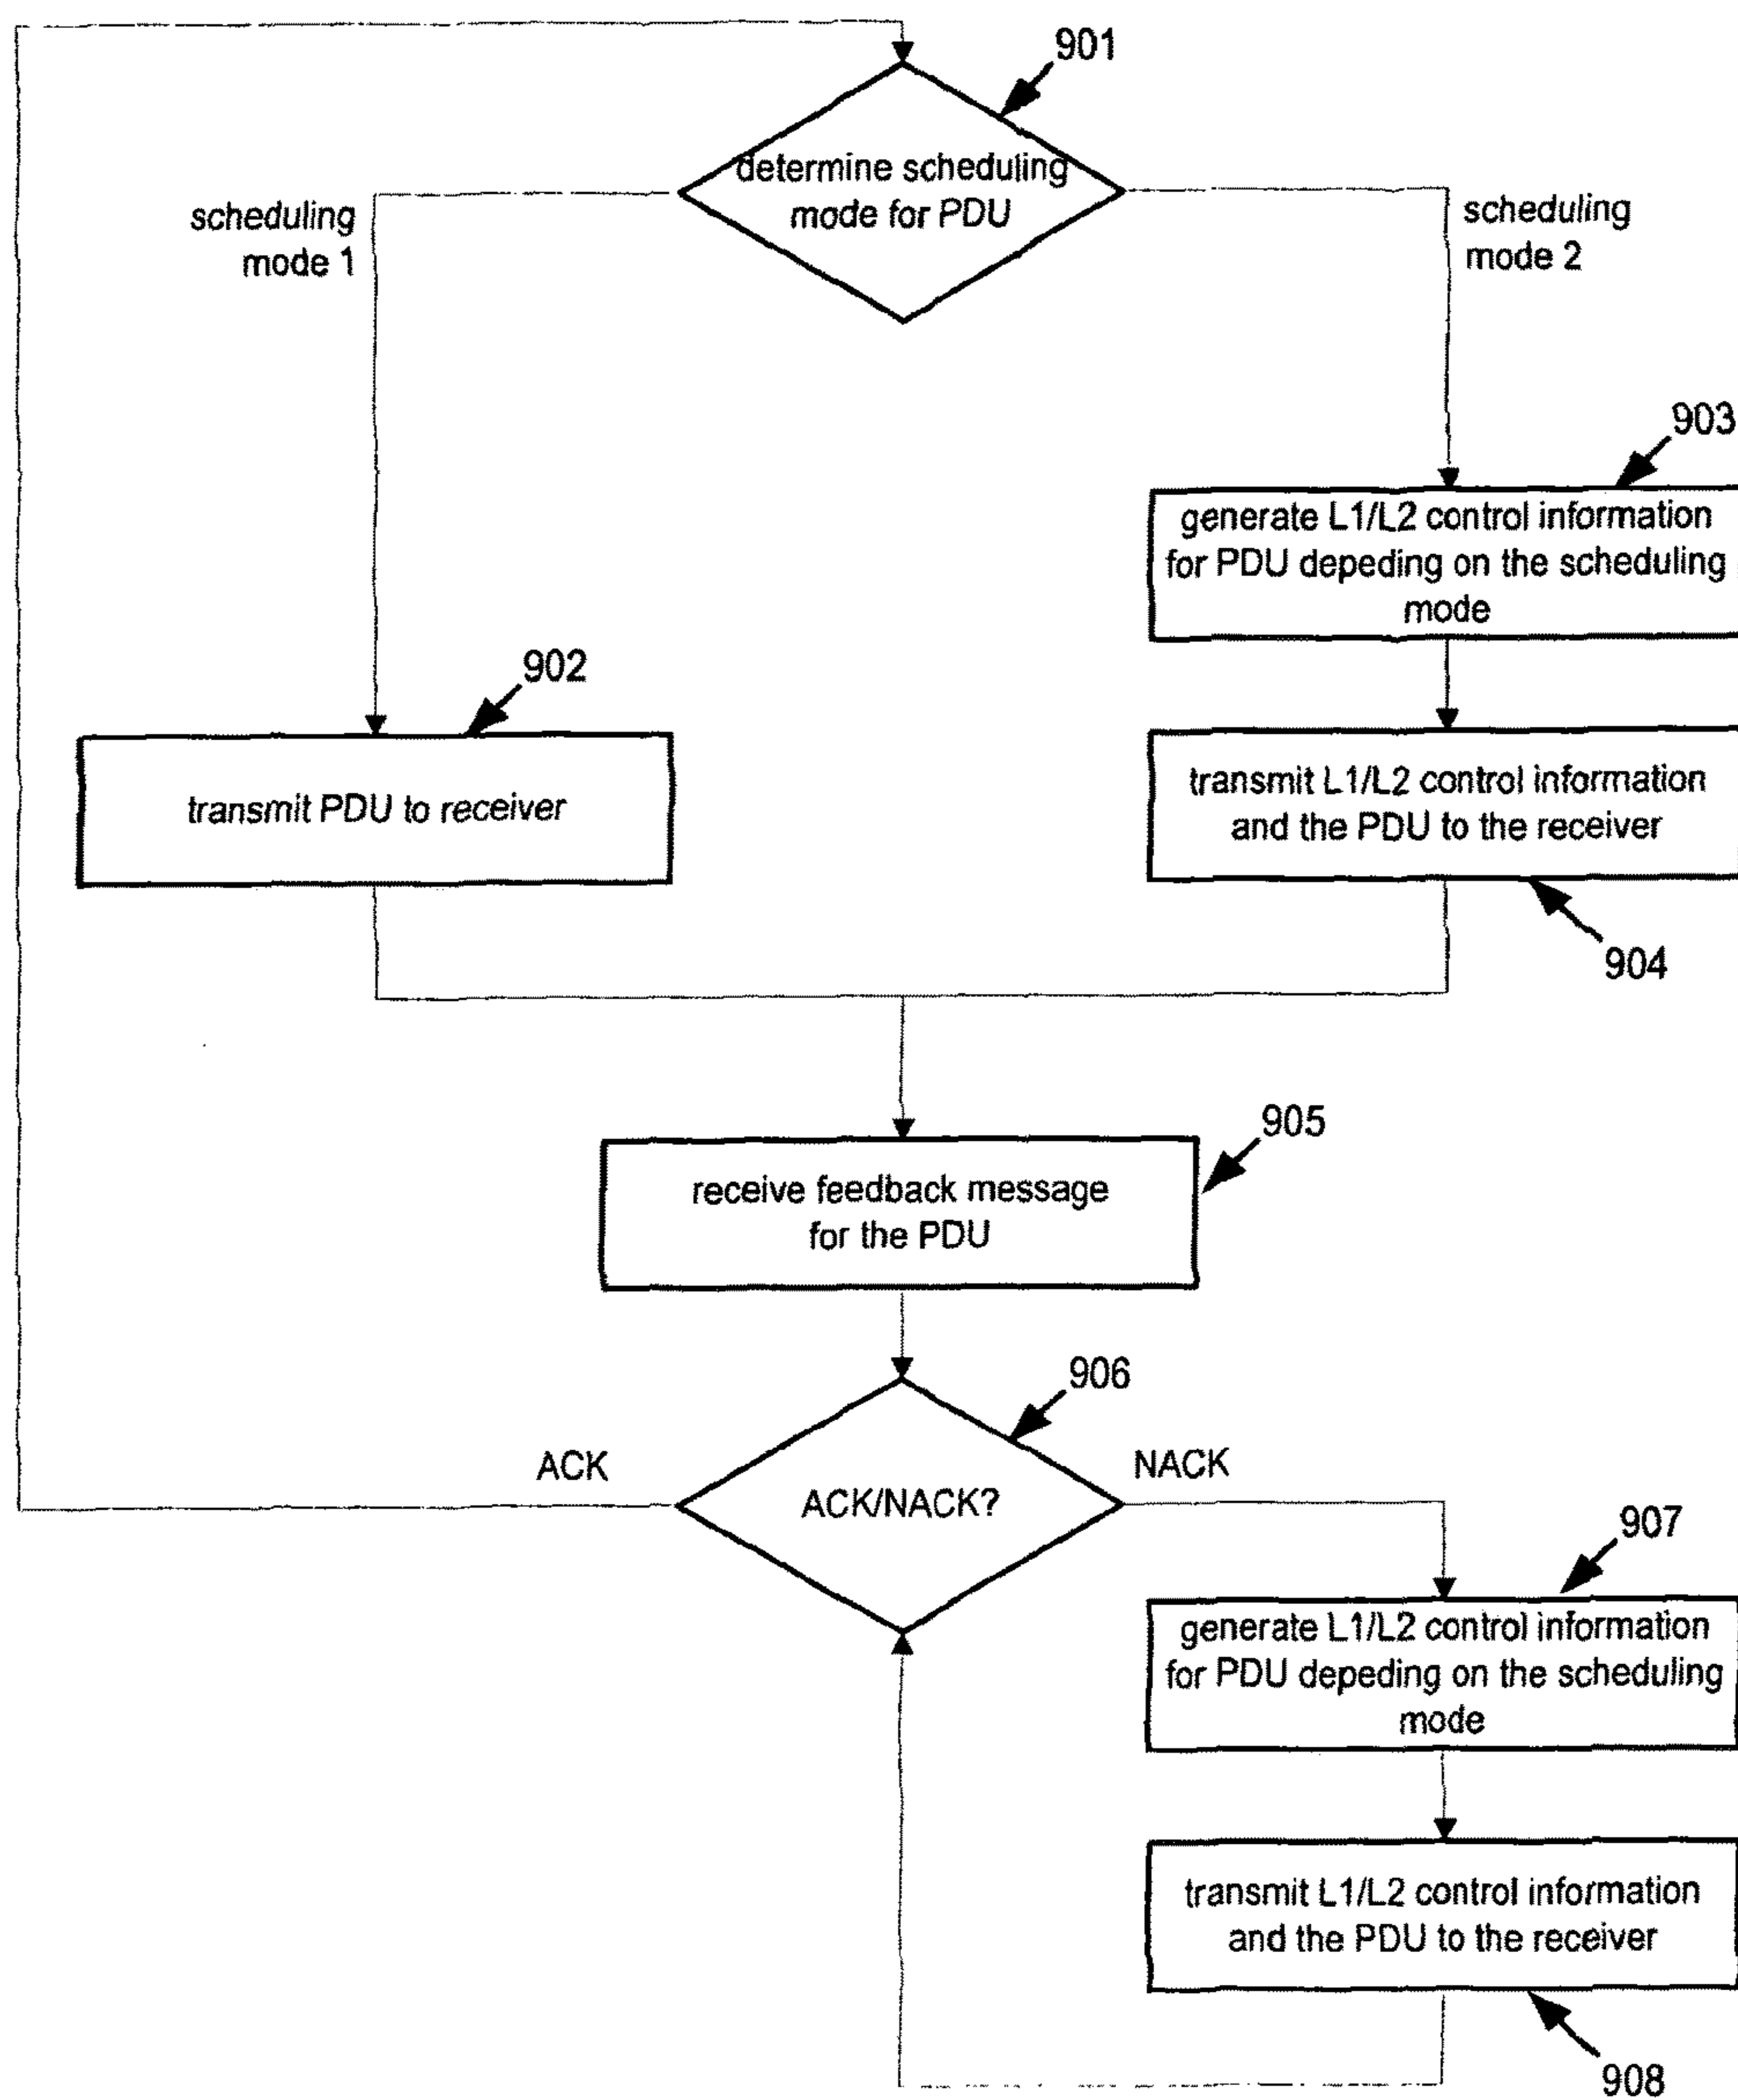 901
determine scheduling
mode for PDU
scheduling
mode 1
scheduling
mode 2
903
generate L1/L2 control information
for PDU depeding on the scheduling
mode
902
transmit PDU to receiver
transmit L1/L2 control information
and the PDU to the receiver
904
905
receive feedback message
for the PDU
906
ACK
NACK
ACK/NACK?
907
generate L1/L2 control information
for PDU depeding on the scheduling
mode
transmit L1/L2 control information
and the PDU to the receiver
908